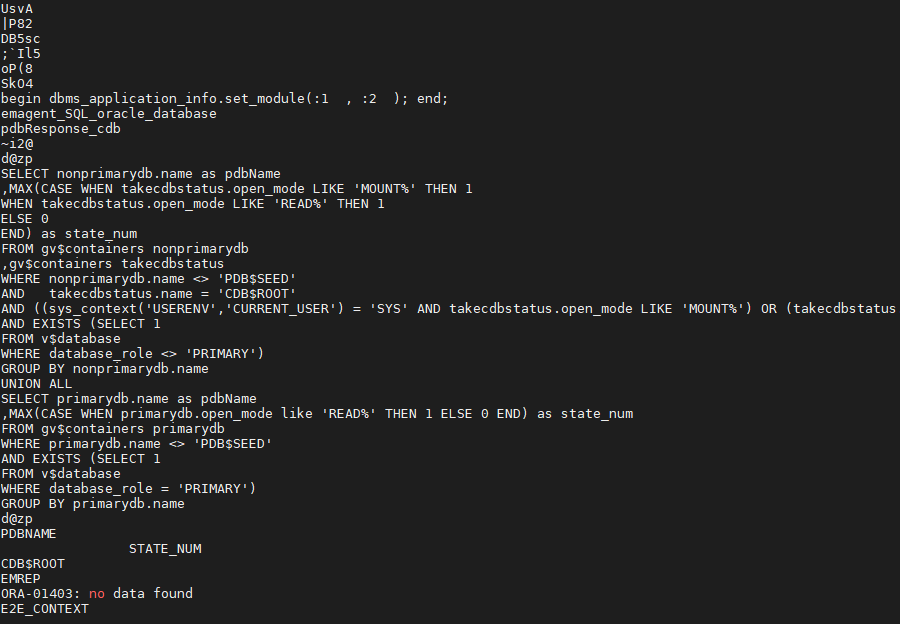 UsvA
|P82
DB5sc
;`Il5
oP(8
SkO4
begin dbms_application_info.set_module(:1  , :2  ); end;
emagent_SQL_oracle_database
pdbResponse_cdb
~i2@
d@zp
SELECT nonprimarydb.name as pdbName
,MAX(CASE WHEN takecdbstatus.open_mode LIKE 'MOUNT%' THEN 1
WHEN takecdbstatus.open_mode LIKE 'READ%' THEN 1
ELSE 0
END) as state_num
FROM gv$containers nonprimarydb
,gv$containers takecdbstatus
WHERE nonprimarydb.name <> 'PDB$SEED'
AND   takecdbstatus.name = 'CDB$ROOT'
AND ((sys_context('USERENV','CURRENT_USER') = 'SYS' AND takecdbstatus.open_mode LIKE 'MOUNT%') OR (takecdbstatus
AND EXISTS (SELECT 1
FROM v$database
WHERE database_role <> 'PRIMARY')
GROUP BY nonprimarydb.name
UNION ALL
SELECT primarydb.name as pdbName
,MAX(CASE WHEN primarydb.open_mode like 'READ%' THEN 1 ELSE 0 END) as state_num
FROM gv$containers primarydb
WHERE primarydb.name <> 'PDB$SEED'
AND EXISTS (SELECT 1
FROM v$database
WHERE database_role = 'PRIMARY')
GROUP BY primarydb.name
d@zp
PDBNAME
                STATE_NUM
CDB$ROOT
EMREP
ORA-01403: no data found
E2E_CONTEXT